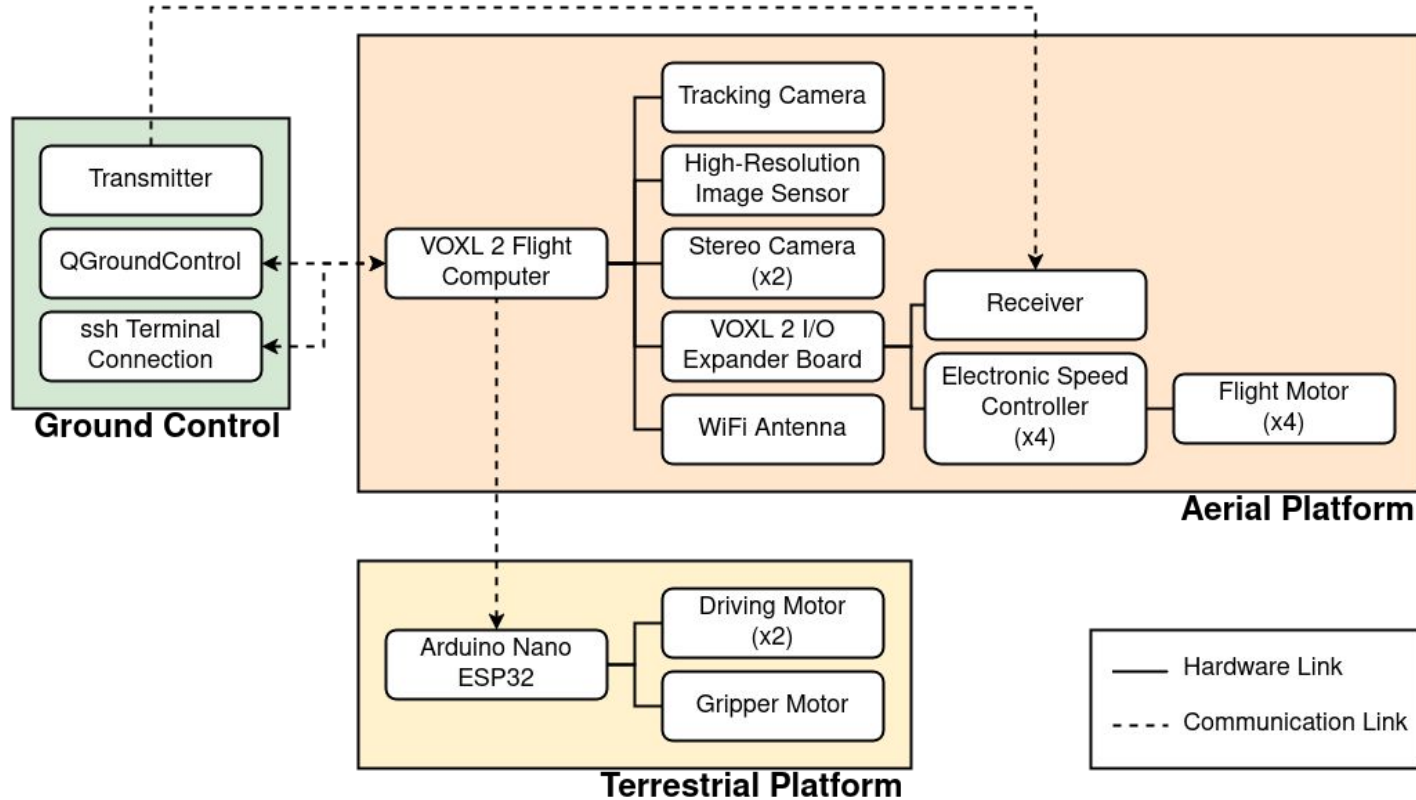 Transmitter
QGroundControl
ssh Terminal
Connection
Ground Control
VOXL 2 Flight
Computer
Tracking Camera
High-Resolution
Image Sensor
Stereo Camera
(x2)
VOXL 2 I/O
Expander Board
WiFi Antenna
Receiver
Electronic Speed
Controller
(x4)
Flight Motor
(x4)
Aerial Platform
Arduino Nano
ESP32
Driving Motor
(x2)
Gripper Motor
Terrestrial Platform
Hardware Link
Communication Link